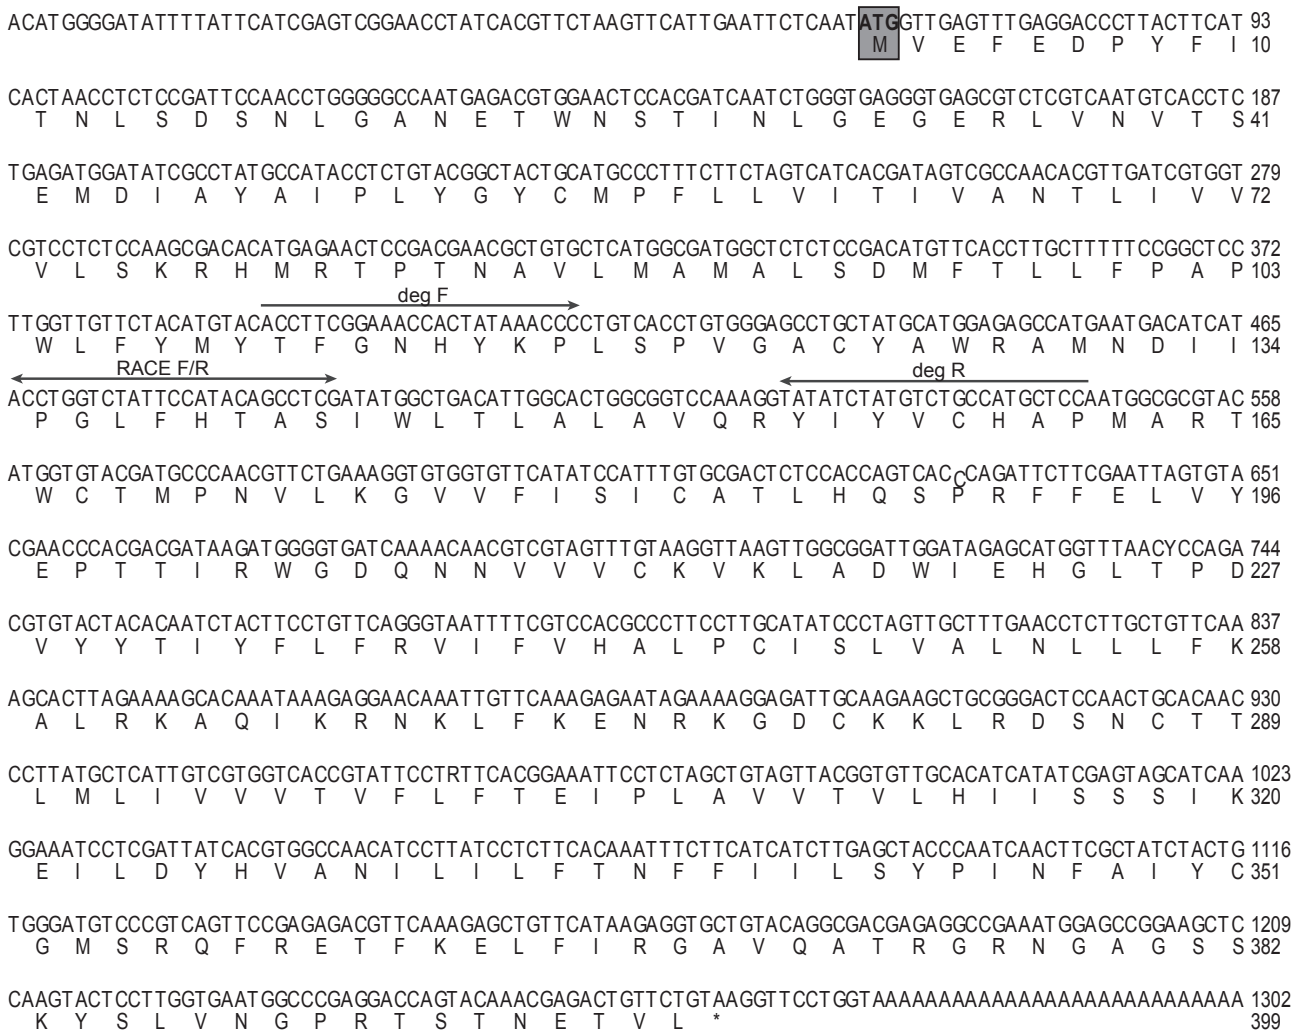 ACATGGGGATATTTTATTCATCGAGTCGGAACCTATCACGTTCTAAGTTCATTGAATTCTCAATATGGTTGAGTTTGAGGACCCTTACTTCAT 93
M V E F E D P Y F I 10
CACTAACCTCTCCGATTCCAACCTGGGGGCCAATGAGACGTGGAACTCCACGATCAATCTGGGTGAGGGTGAGCGTCTCGTCAATGTCACCTC 187
T N L S D S N L G A N E T W N S T I N L G E G E R L V N V T S 41
TGAGATGGATATCGCCTATGCCATACCTCTGTACGGCTACTGCATGCCCTTTCTTCTAGTCATCACGATAGTCGCCAACACGTTGATCGTGGT 279
E M D I A Y A I P L Y G Y C M P F L L V I T I V A N T L I V V 72
CGTCCTCTCCAAGCGACACATGAGAACTCCGACGAACGCTGTGCTCATGGCGATGGCTCTCTCCGACATGTTCACCTTGCTTTTTCCGGCTCC 372
V L S K R H M R T P T N A V L M A M A L S D M F T L L F P A P 103
deg F
TTGGTTGTTCTACATGTACACCTTCGGAAACCACTATAAACCCCTGTCACCTGTGGGAGCCTGCTATGCATGGAGAGCCATGAATGACATCAT 465
W L F Y M Y T F G N H Y K P L S P V G A C Y A W R A M N D I I 134
RACE F/R deg R
ACCTGGTCTATTCCATACAGCCTCGATATGGCTGACATTGGCACTGGCGGTCCAAAGGTATATCTATGTCTGCCATGCTCCAATGGCGCGTAC 558
P G L F H T A S I W L T L A L A V Q R Y I Y V C H A P M A R T 165
ATGGTGTACGATGCCCAACGTTCTGAAAGGTGTGGTGTTCATATCCATTTGTGCGACTCTCCACCAGTCACCCAGATTCTTCGAATTAGTGTA 651
W C T M P N V L K G V V F I S I C A T L H Q S P R F F E L V Y 196
CGAACCCACGACGATAAGATGGGGTGATCAAAACAACGTCGTAGTTTGTAAGGTTAAGTTGGCGGATTGGATAGAGCATGGTTTAACYCCAGA 744
E P T T I R W G D Q N N V V V C K V K L A D W I E H G L T P D 227
CGTGTACTACACAATCTACTTCCTGTTCAGGGTAATTTTCGTCCACGCCCTTCCTTGCATATCCCTAGTTGCTTTGAACCTCTTGCTGTTCAA 837
V Y Y T I Y F L F R V I F V H A L P C I S L V A L N L L L F K 258
AGCACTTAGAAAAGCACAAATAAAGAGGAACAAATTGTTCAAAGAGAATAGAAAAGGAGATTGCAAGAAGCTGCGGGACTCCAACTGCACAAC 930
A L R K A Q I K R N K L F K E N R K G D C K K L R D S N C T T 289
CCTTATGCTCATTGTCGTGGTCACCGTATTCCTRTTCACGGAAATTCCTCTAGCTGTAGTTACGGTGTTGCACATCATATCGAGTAGCATCAA 1023
L M L I V V V T V F L F T E I P L A V V T V L H I I S S S I K 320
GGAAATCCTCGATTATCACGTGGCCAACATCCTTATCCTCTTCACAAATTTCTTCATCATCTTGAGCTACCCAATCAACTTCGCTATCTACTG 1116
E I L D Y H V A N I L I L F T N F F I I L S Y P I N F A I Y C 351
TGGGATGTCCCGTCAGTTCCGAGAGACGTTCAAAGAGCTGTTCATAAGAGGTGCTGTACAGGCGACGAGAGGCCGAAATGGAGCCGGAAGCTC 1209
G M S R Q F R E T F K E L F I R G A V Q A T R G R N G A G S S 382
CAAGTACTCCTTGGTGAATGGCCCGAGGACCAGTACAAACGAGACTGTTCTGTAAGGTTCCTGGTAAAAAAAAAAAAAAAAAAAAAAAAAAAA 1302
K Y S L V N G P R T S T N E T V L * 399